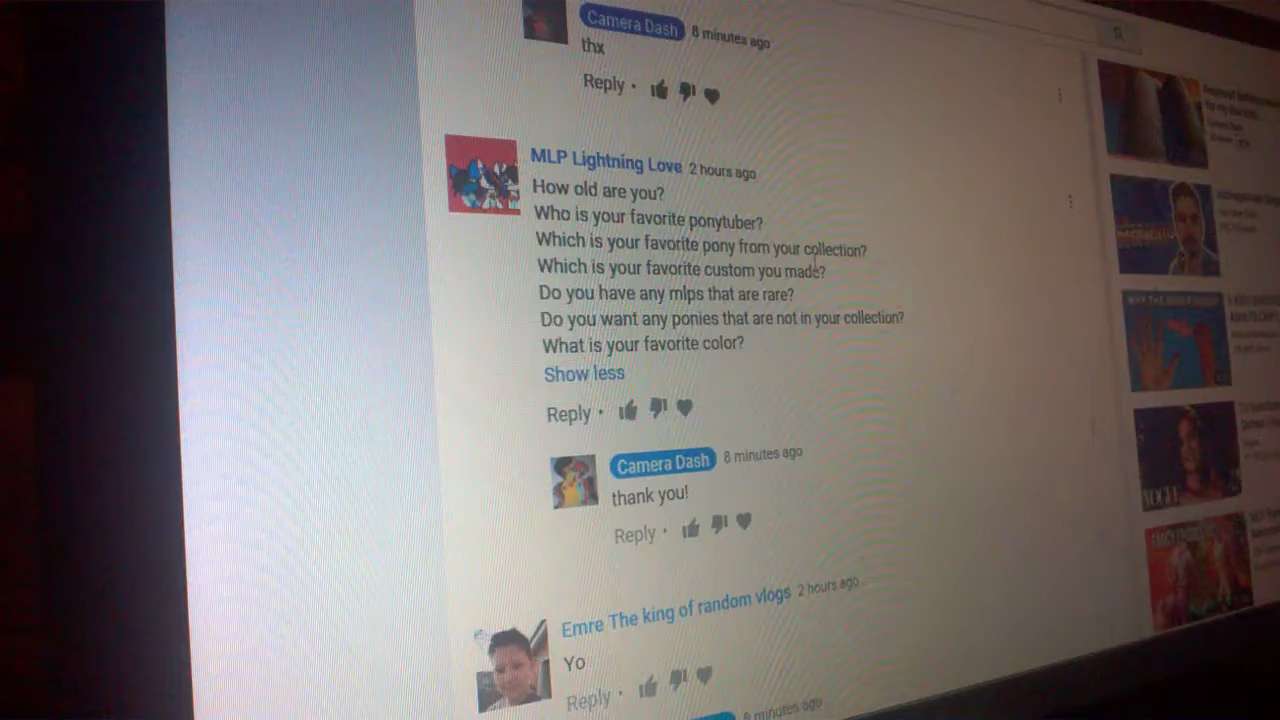 Camera Dash 8 minutes ago
thx
Reply
MLP Lightning Love 2 hours ago
How old are you?
Who is your favorite ponytuber?
Which is your favorite pony from your collection?
Which is your favorite custom you made?
Do you have any mlps that are rare?
Do you want any ponies that are not in your collection?
What is your favorite color?
Show less
Reply
Camera Dash 8 minutes ago
thank you!
Reply
Emre The king of random vlogs 2 hours ago
Yo
Reply
8 minutes ago
VOGUE